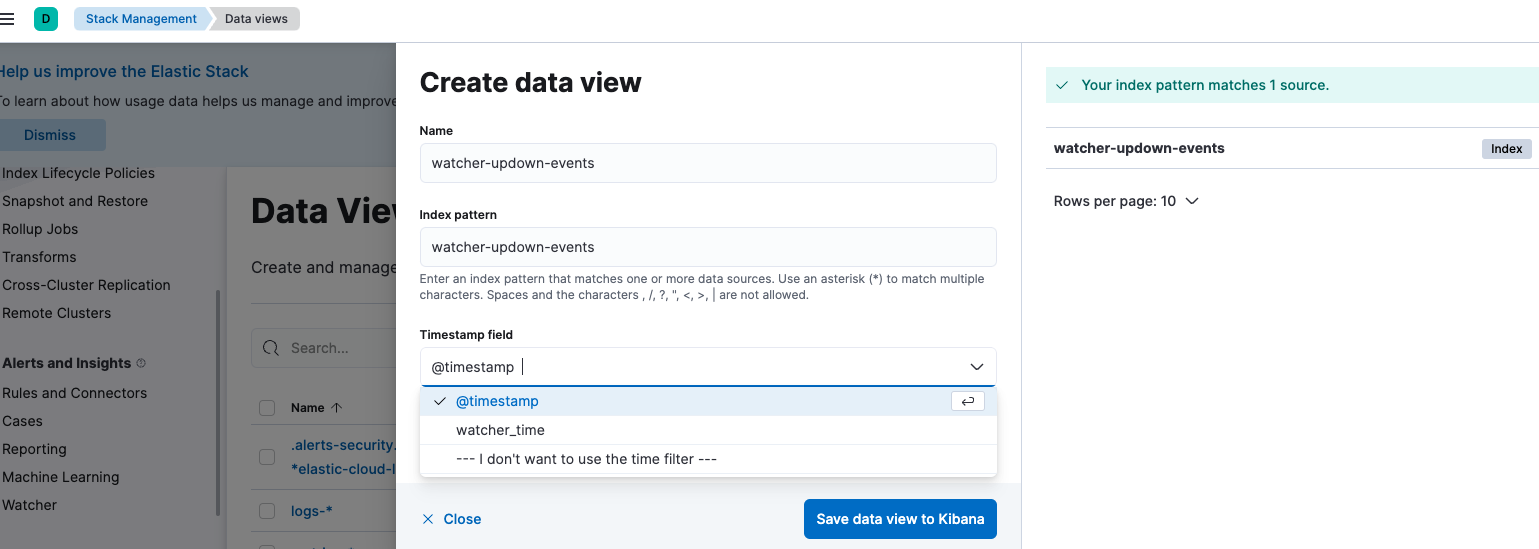 D
Stack Management
Data views
Help us improve the Elastic Stack
To learn about how usage data helps us manage and improve
Dismiss
Index Lifecycle Policies
Snapshot and Restore
Rollup Jobs
Transforms
Cross-Cluster Replication
Remote Clusters
Alerts and Insights
Rules and Connectors
Cases
Reporting
Machine Learning
Watcher
Data View
Create and manage
Search...
Name
.alerts-security.
*elastic-cloud-l
logs-*
Create data view
Name
watcher-updown-events
Index pattern
watcher-updown-events
Enter an index pattern that matches one or more data sources. Use an asterisk (*) to match multiple
characters. Spaces and the characters , /, ?, ", <, >, | are not allowed.
Timestamp field
@timestamp
@timestamp
watcher_time
--- I don't want to use the time filter ---
Close
Save data view to Kibana
Your index pattern matches 1 source.
watcher-updown-events
Index
Rows per page: 10